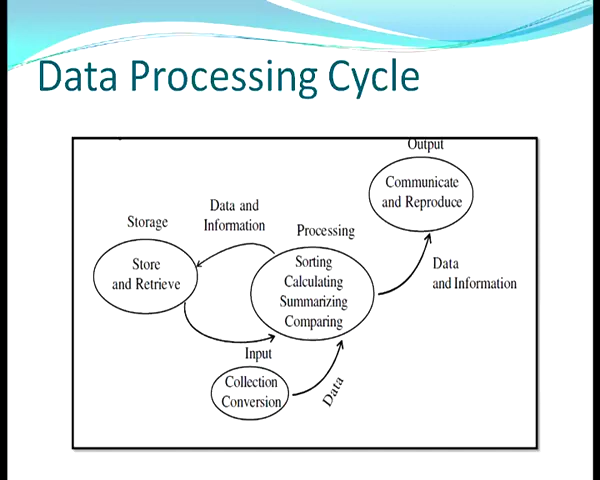 Data Processing Cycle
Output
Communicate
and Reproduce
Data and
Information
Storage
Processing
Store
and Retrieve
Sorting
Calculating
Summarizing
Comparing
Data
and Information
Input
Collection
Conversion
Data